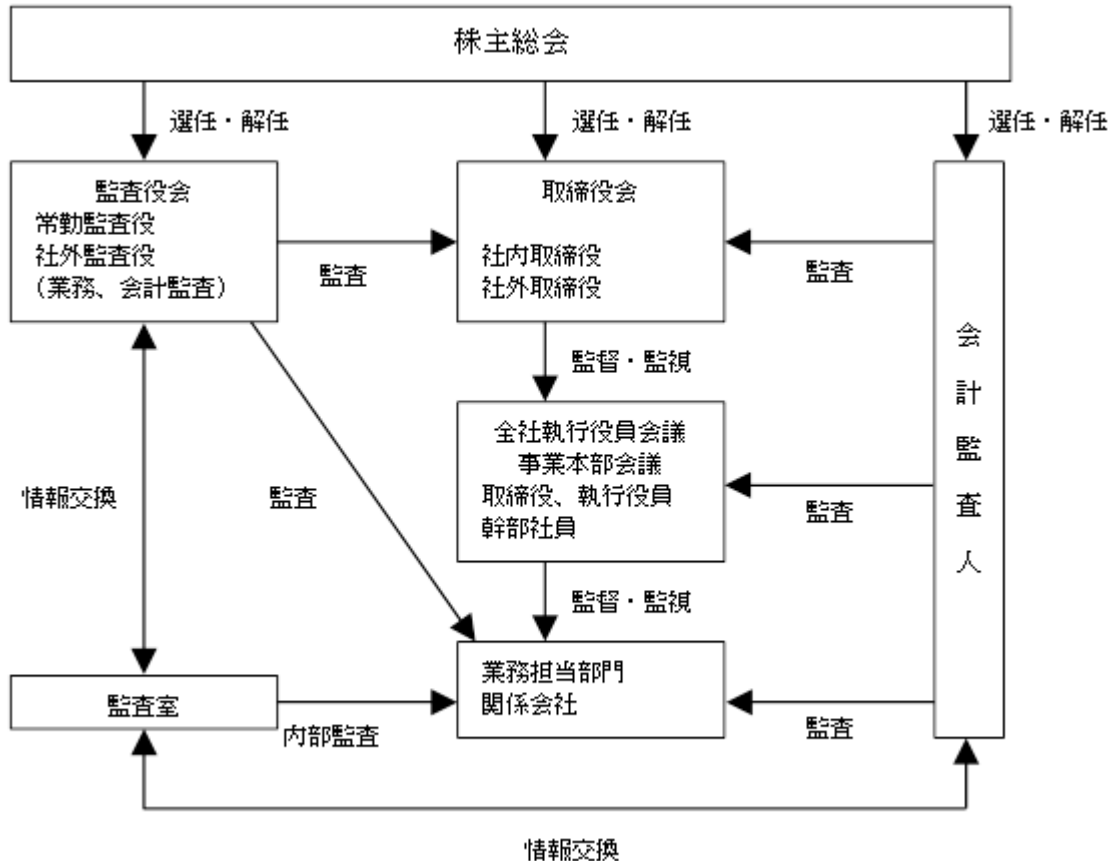 株主総会
選任・解任
選任・解任
選任・解任
監査役会
常勤監査役
社外監査役
（業務、会計監査）
監査
取締役会
社内取締役
社外取締役
監査
会計監査人
監督・監視
全社執行役員会議
事業本部会議
取締役、執行役員
幹部社員
情報交換
監査
監査
監督・監視
業務担当部門
関係会社
監査室
内部監査
監査
情報交換